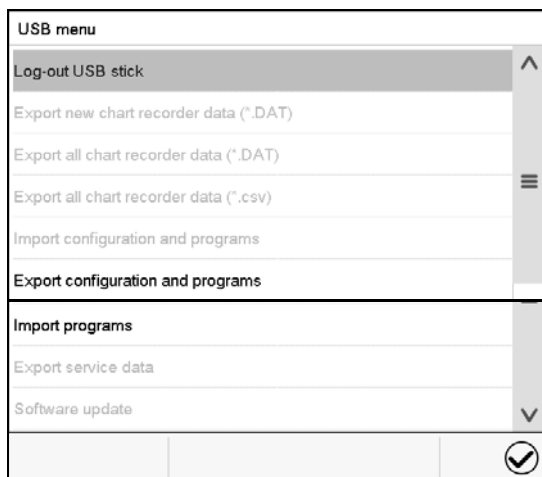 USB menu
Log-out USB stick
Export new chart recorder data (*.DAT)
Export all chart recorder data (*.DAT)
Export all chart recorder data (*.csv)
Import configuration and programs
Export configuration and programs
Import programs
Export service data
Software update